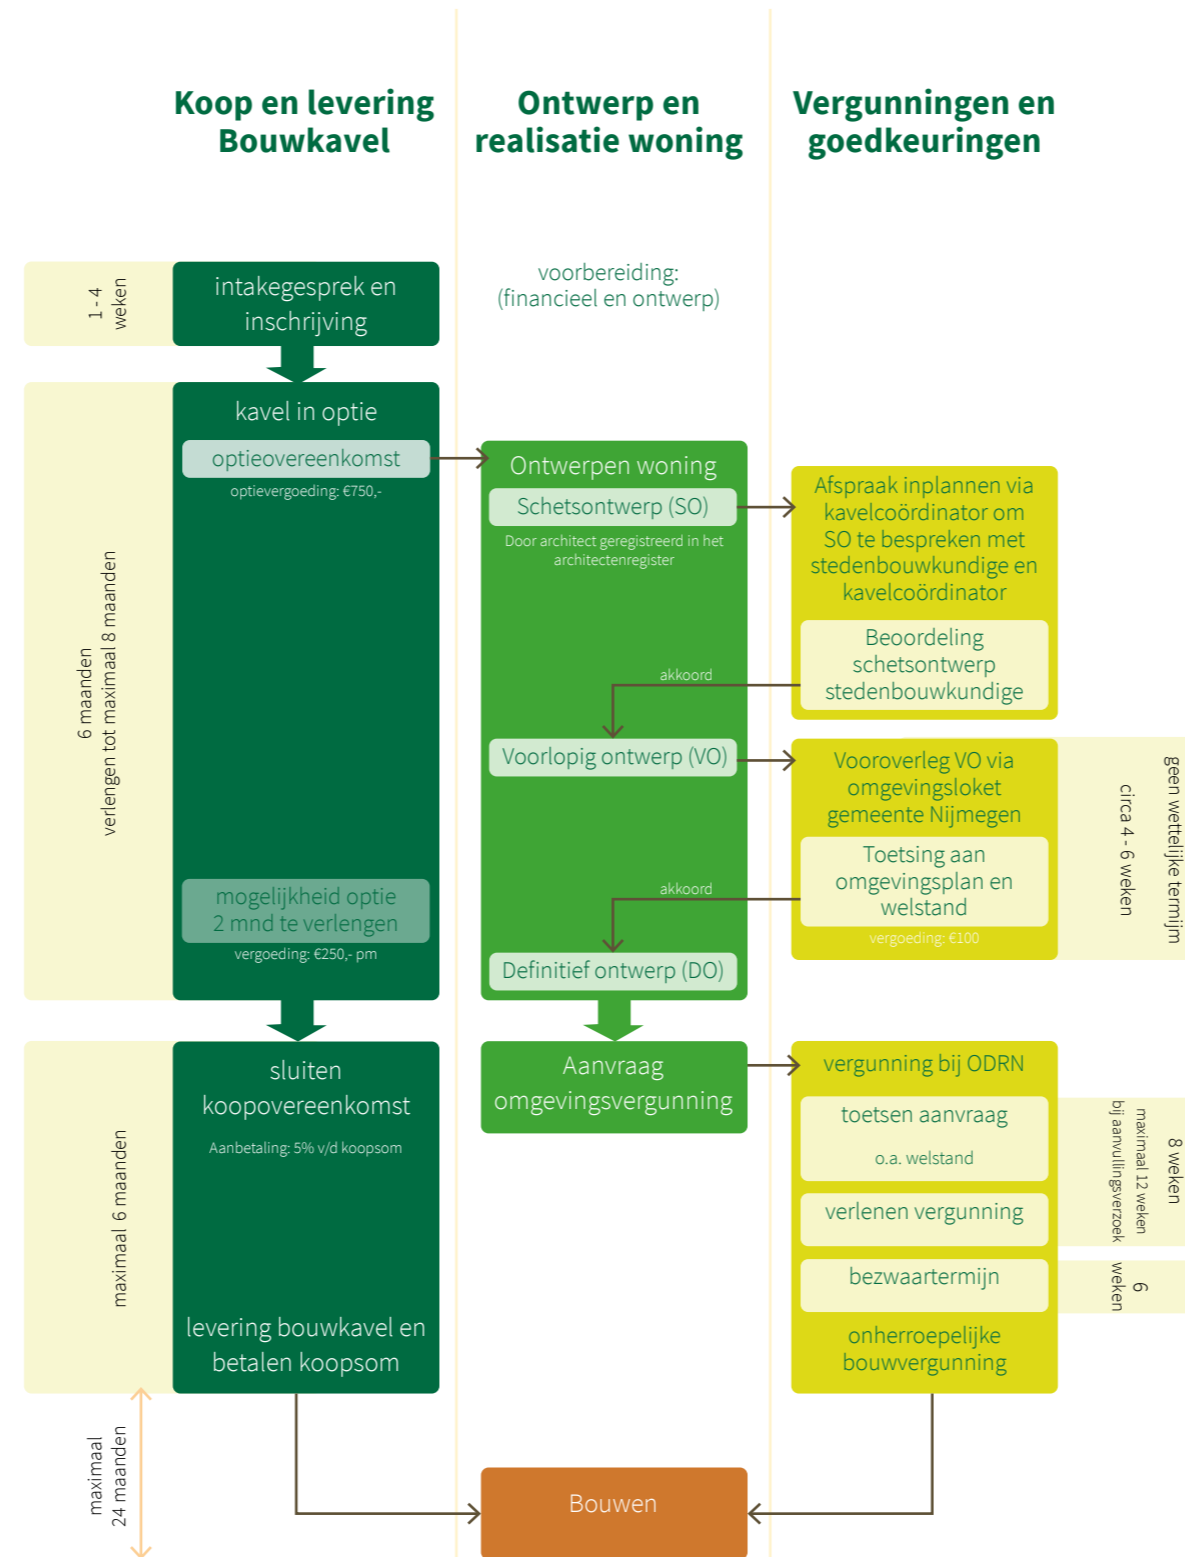 Koop en levering
Bouwkavel
Ontwerp en
realisatie woning
Vergunningen en
goedkeuringen
1 - 4
weken
intakegesprek en
inschrijving
voorbereiding:
(financieel en ontwerp)
6 maanden
verlengen tot maximaal 8 maanden
kavel in optie
optieovereenkomst
optievergoeding: €750,-
mogelijkheid optie
2 mnd te verlengen
vergoeding: €250,- pm
Ontwerpen woning
Schetsontwerp (SO)
Door architect geregistreerd in het
architectenregister
akkoord
Voorlopig ontwerp (VO)
akkoord
Definitief ontwerp (DO)
Afspraak inplannen via
kavelcoördinator om
SO te bespreken met
stedenbouwkundige en
kavelcoördinator
Beoordeling
schetsontwerp
stedenbouwkundige
Vooroverleg VO via
omgevingsloket
gemeente Nijmegen
Toetsing aan
omgevingsplan en
welstand
vergoeding: €100
geen wettelijke termijm
circa 4 - 6 weken
maximaal 6 maanden
sluiten
koopovereenkomst
Aanbetaling: 5% v/d koopsom
levering bouwkavel en
betalen koopsom
Aanvraag
omgevingsvergunning
vergunning bij ODRN
toetsen aanvraag
o.a. welstand
verlenen vergunning
bezwaartermijn
onherroepelijke
bouwvergunning
8 weken
maximaal 12 weken
bij aanvullingsverzoek
6
weken
maximaal
24 maanden
Bouwen